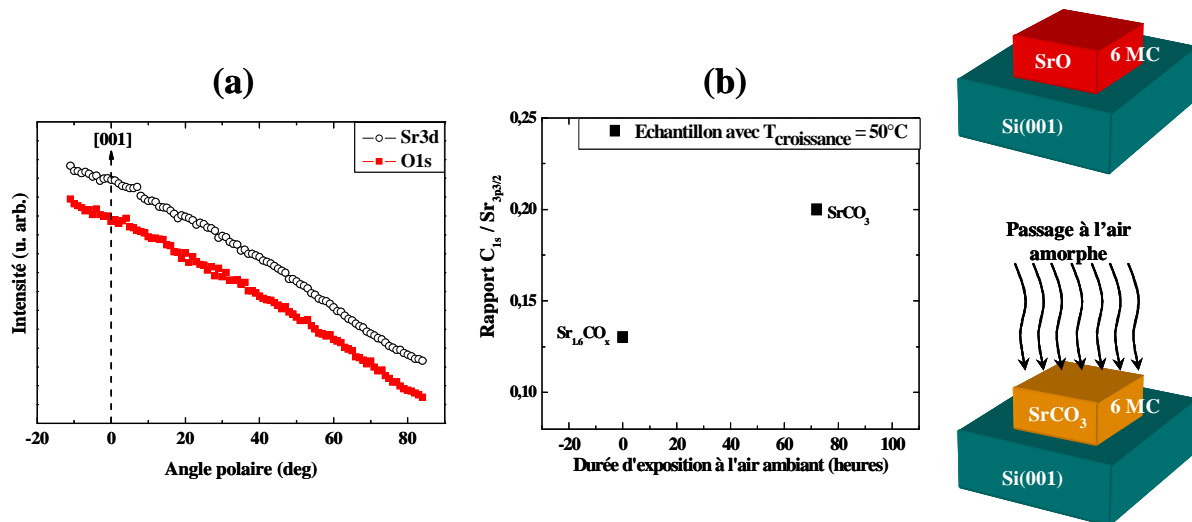 (a)
[001]
Sr3d
O1s
Intensité (u. arb.)
-20 0 20 40 60 80
Angle polaire (deg)
(b)
0,25
Echantillon avec T_croissance = 50°C
0,20
SrCO₃
0,15
Sr₁.₆COₓ
0,10
Rapport C₁ₛ / Sr₃ₚ₃/₂
-20 0 20 40 60 80 100
Durée d'exposition à l'air ambiant (heures)
SrO
6 MC
Si(001)
Passage à l'air
amorphe
SrCO₃
6 MC
Si(001)